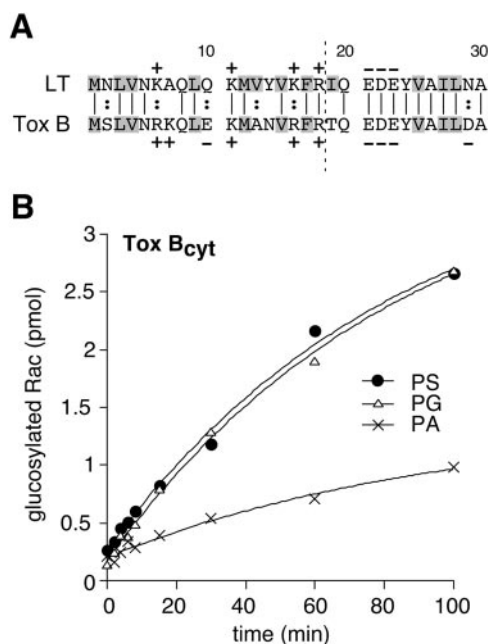 A
10 20 30
+ + + + - - -
LT MNLVNKAQLQ KMVYVKFRIQ EDEYVAILNA
Tox B MSLVNRKQLE KMANVRFRTQ EDEYVAILDA
+ + - + + + - - - -
B
Tox Bcyt
3
2.5
2
1.5
1
0.5
0
glucosylated Rac (pmol)
PS
PG
PA
0 20 40 60 80 100
time (min)